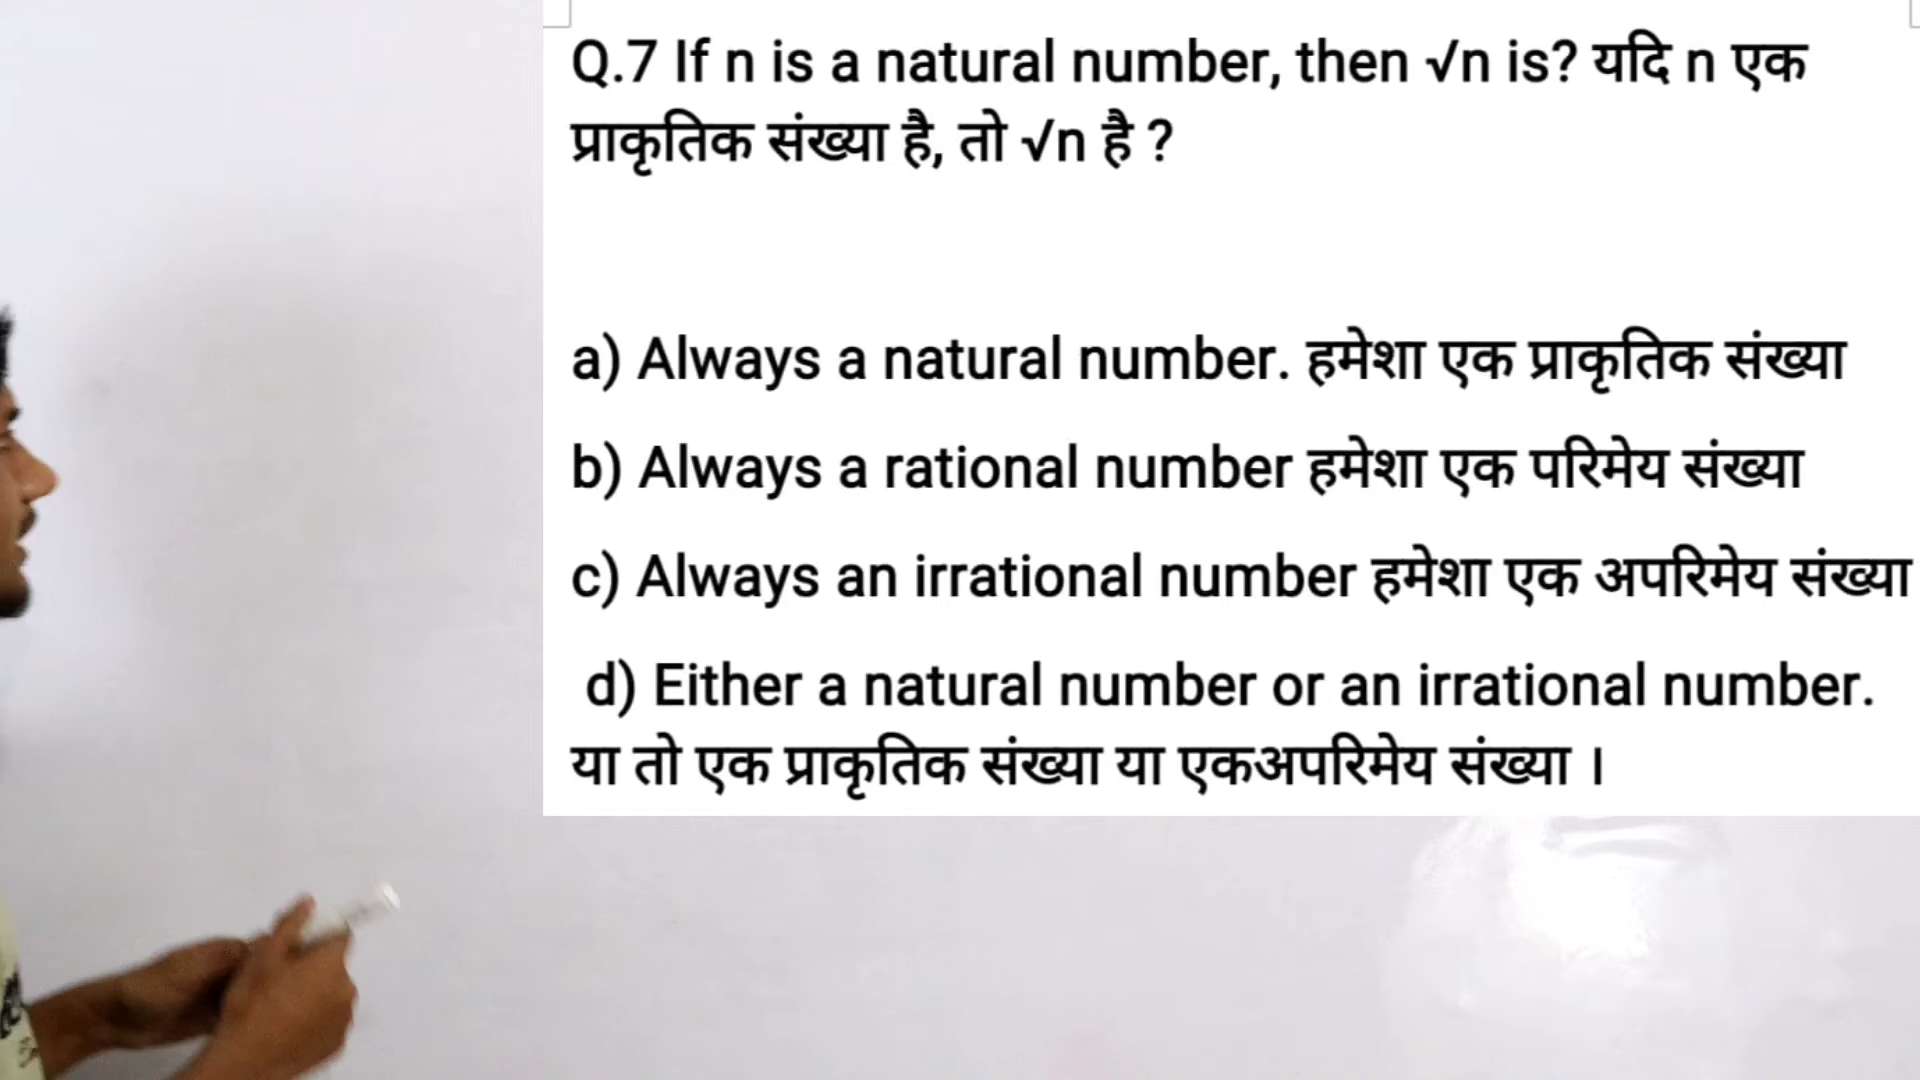 Q.7 If n is a natural number, then √n is? यदि n एक
प्राकृतिक संख्या है, तो √n है ?
a) Always a natural number. हमेशा एक प्राकृतिक संख्या
b) Always a rational number हमेशा एक परिमेय संख्या
c) Always an irrational number हमेशा एक अपरिमेय संख्या
d) Either a natural number or an irrational number.
या तो एक प्राकृतिक संख्या या एकअपरिमेय संख्या ।